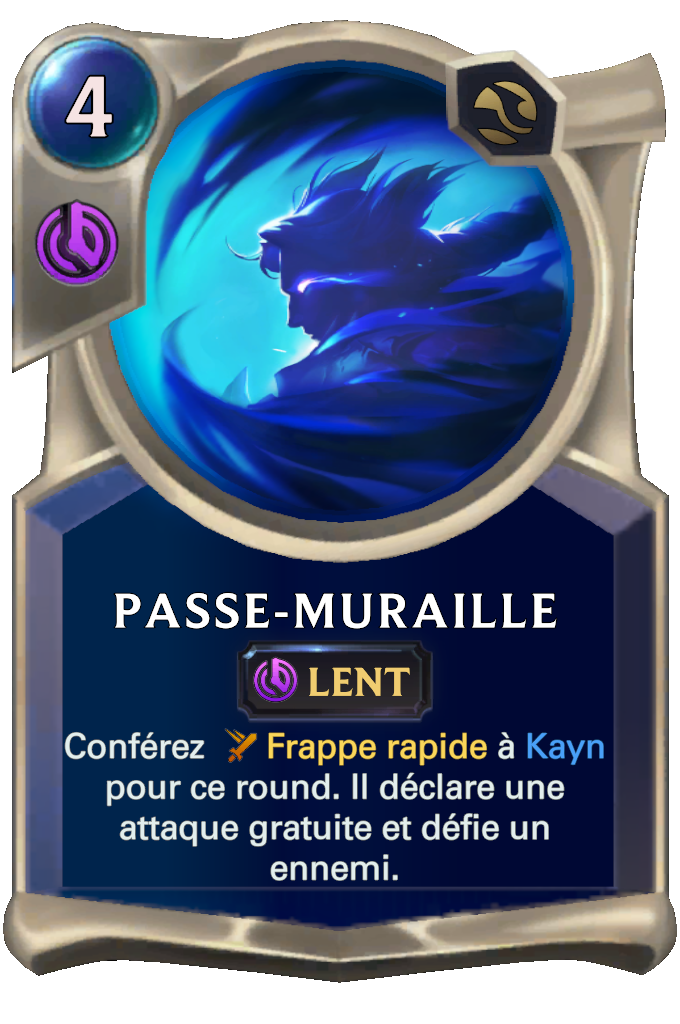 4
PASSE-MURAILLE
LENT
Conférez Frappe rapide à Kayn
pour ce round. Il déclare une
attaque gratuite et défie un
ennemi.